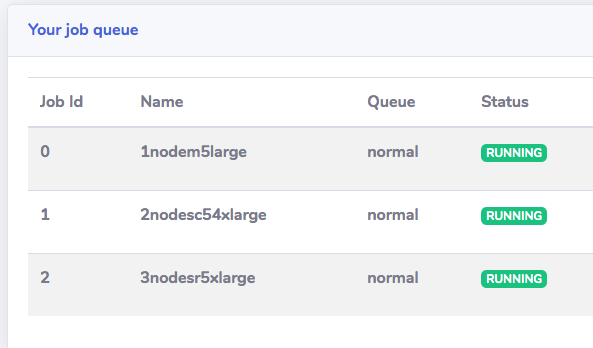 Your job queue
Job Id Name Queue Status
0 1nodem5large normal RUNNING
1 2nodesc54xlarge normal RUNNING
2 3nodesr5xlarge normal RUNNING